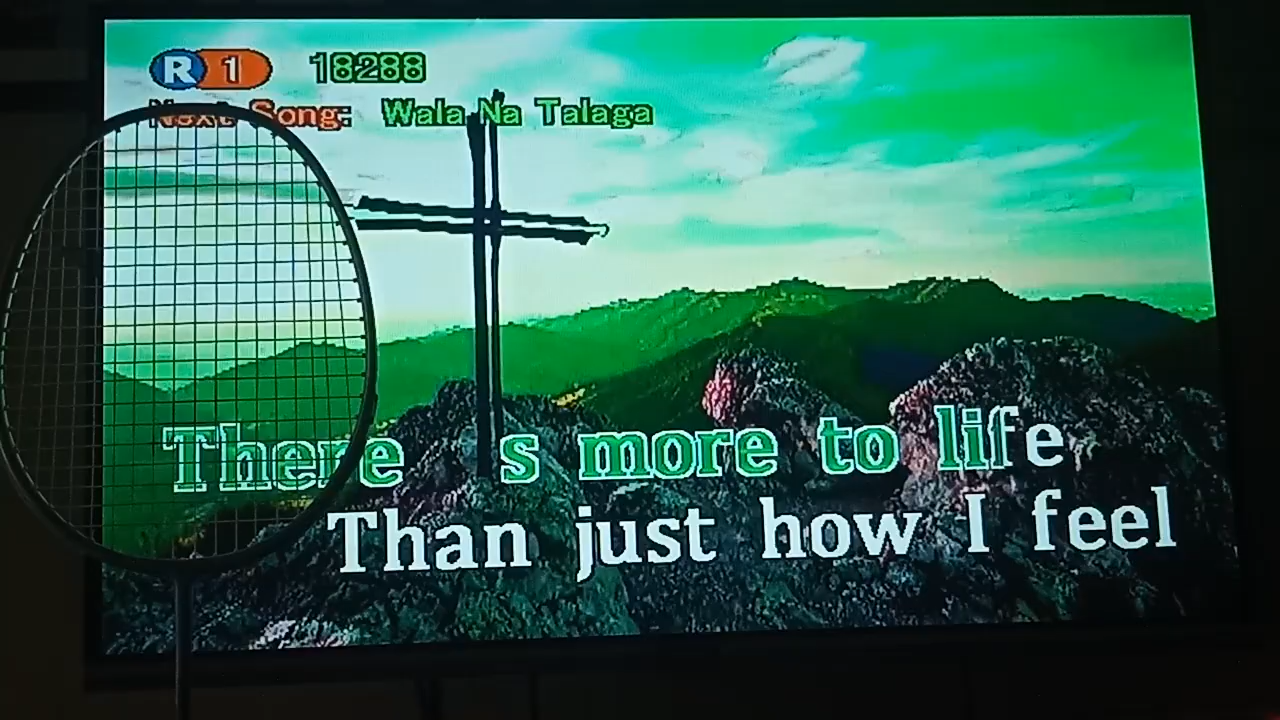 R 1 18288
Next Song: Wala Na Talaga
There s more to life
Than just how I feel